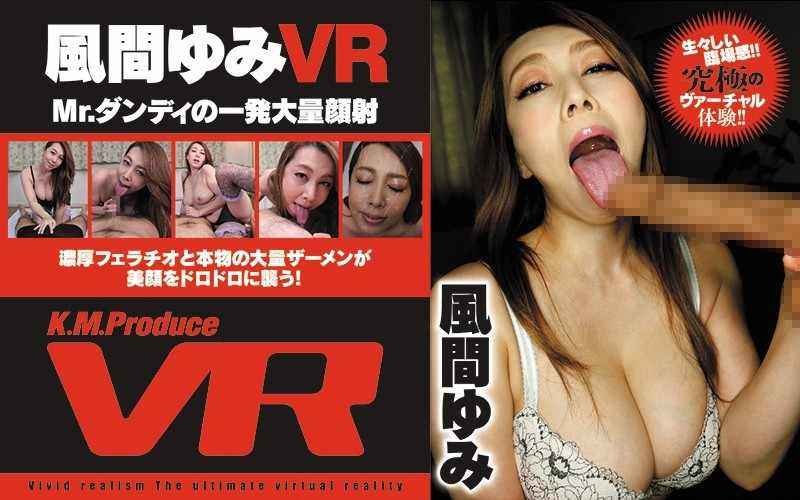 風間ゆみVR
Mr.ダンディの一発大量顔射
濃厚フェラチオと本物の大量ザーメンが
美顔をドロドロに襲う!
K.M.Produce
VR
Vivid realism The ultimate virtual reality
生々しい
臨場感!!
究極の
ヴァーチャル
体験!!
風間ゆみ